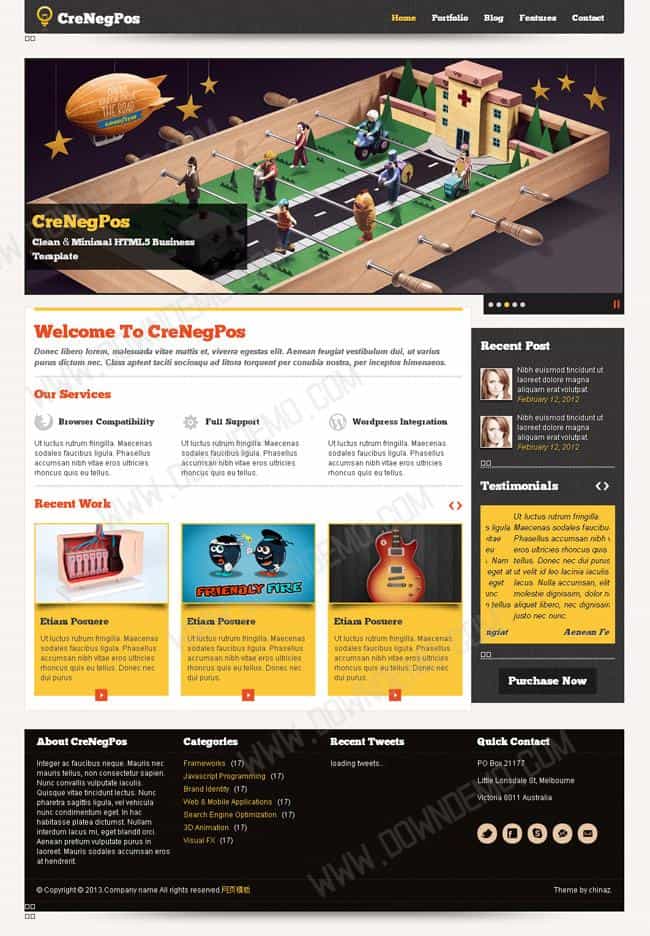 CreNegPos
Home Portfolio Blog Features Contact
CreNegPos
Clean & Minimal HTML5 Business
Template
Welcome To CreNegPos
Donec libero lorem, malesuada vitae mattis et, viverra egestas elit. Aenean feugiat vestibulum dui, ut varius
purus dictum nec. Class aptent taciti sociosqu ad litora torquent per conubia nostra, per inceptos himenaeos.
Our Services
Browser Compatibility
Ut luctus rutrum fringilla. Maecenas
sodales faucibus ligula. Phasellus
accumsan nibh vitae eros ultricies
rhoncus quis eu tellus.
Full Support
Ut luctus rutrum fringilla. Maecenas
sodales faucibus ligula. Phasellus
accumsan nibh vitae eros ultricies
rhoncus quis eu tellus.
Wordpress Integration
Ut luctus rutrum fringilla. Maecenas
sodales faucibus ligula. Phasellus
accumsan nibh vitae eros ultricies
rhoncus quis eu tellus.
Recent Work
FRIENDLY FIRE
Etiam Posuere
Ut luctus rutrum fringilla. Maecenas
sodales faucibus ligula. Phasellus
accumsan nibh vitae eros ultricies
rhoncus quis eu tellus. Donec nec
dui purus.
Etiam Posuere
Ut luctus rutrum fringilla. Maecenas
sodales faucibus ligula. Phasellus
accumsan nibh vitae eros ultricies
rhoncus quis eu tellus. Donec nec
dui purus.
Etiam Posuere
Ut luctus rutrum fringilla. Maecenas
sodales faucibus ligula. Phasellus
accumsan nibh vitae eros ultricies
rhoncus quis eu tellus. Donec nec
dui purus.
Recent Post
Nibh euismod tincidunt ut
laoreet dolore magna
aliquam erat volutpat
February 12, 2012
Nibh euismod tincidunt ut
laoreet dolore magna
aliquam erat volutpat
February 12, 2012
Testimonials
Ut luctus rutrum fringilla.
s ligula. Maecenas sodales faucibu
Phasellus accumsan nibh v
eu eros ultricies rhoncus quis
. Nam tellus. Donec nec dui purus
eget at ut velit id leo lacinia iaculis
lacus. Nulla accumsan, elit
molestie dignissim, dolor n
n tellus aliquet libero, nec dignissim
justo nec nunc.
ngiat Aenean Fe
Purchase Now
About CreNegPos
Integer ac faucibus neque. Mauris nec
mauris tellus, non consectetur sapien.
Nunc convallis vulputate iaculis.
Quisque vitae tincidunt lectus. Nunc
pharetra sagittis ligula, vel vehicula
nunc condimentum eget. In hac
habitasse platea dictumst. Nullam
interdum lacus mi, eget blandit orci.
Aenean pretium vulputate purus in
laoreet. Mauris sodales accumsan eros
at hendrerit.
Categories
Frameworks (17)
Javascript Programming (17)
Brand Identity (17)
Web & Mobile Applications (17)
Search Engine Optimization (17)
3D Animation (17)
Visual FX (17)
Recent Tweets
loading tweets..
Quick Contact
PO Box 21177
Little Lonsdale St, Melbourne
Victoria 8011 Australia
© Copyright © 2013.Company name All rights reserved.网页模板
Theme by chinaz.
WWW.DOWNDEMO.COM